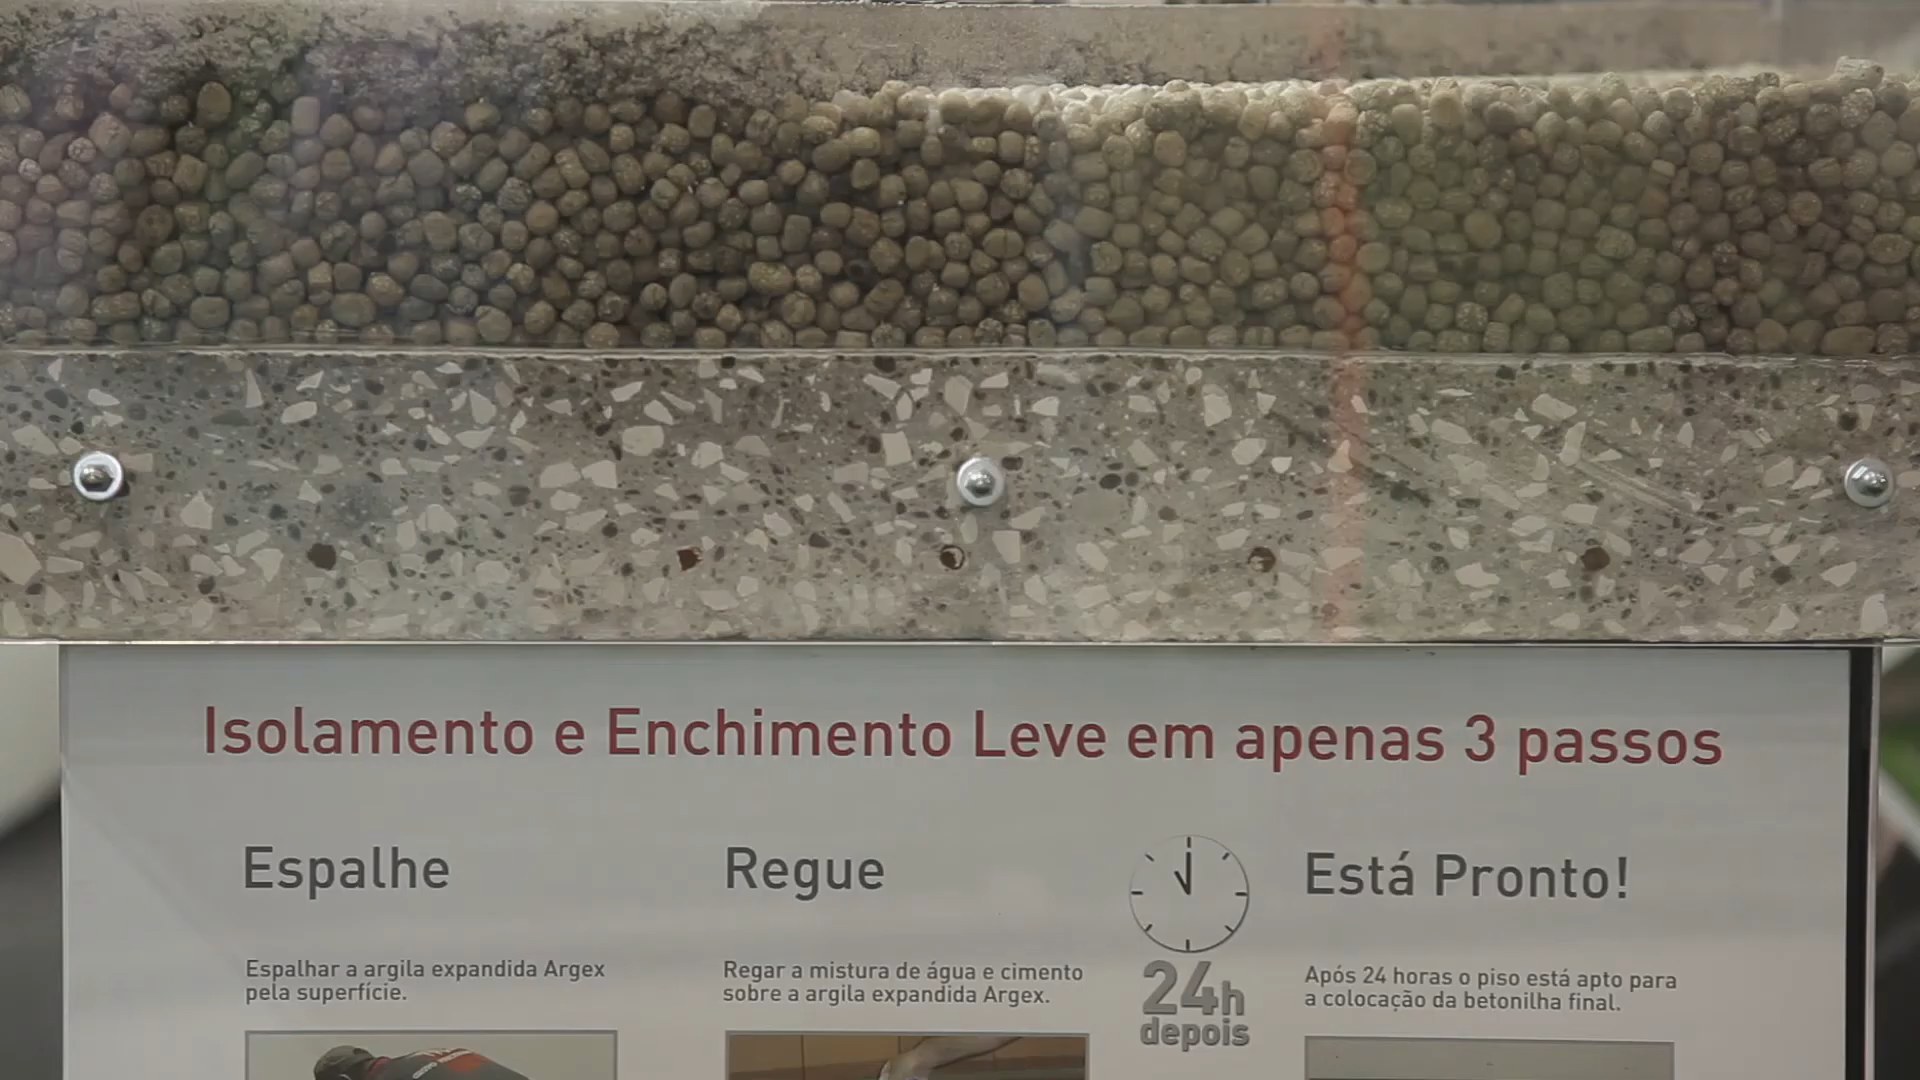 Isolamento e Enchimento Leve em apenas 3 passos
Espalhe
Espalhar a argila expandida Argex
pela superfície.
Regue
Regar a mistura de água e cimento
sobre a argila expandida Argex.
24h
depois
Está Pronto!
Após 24 horas o piso está apto para
a colocação da betonilha final.